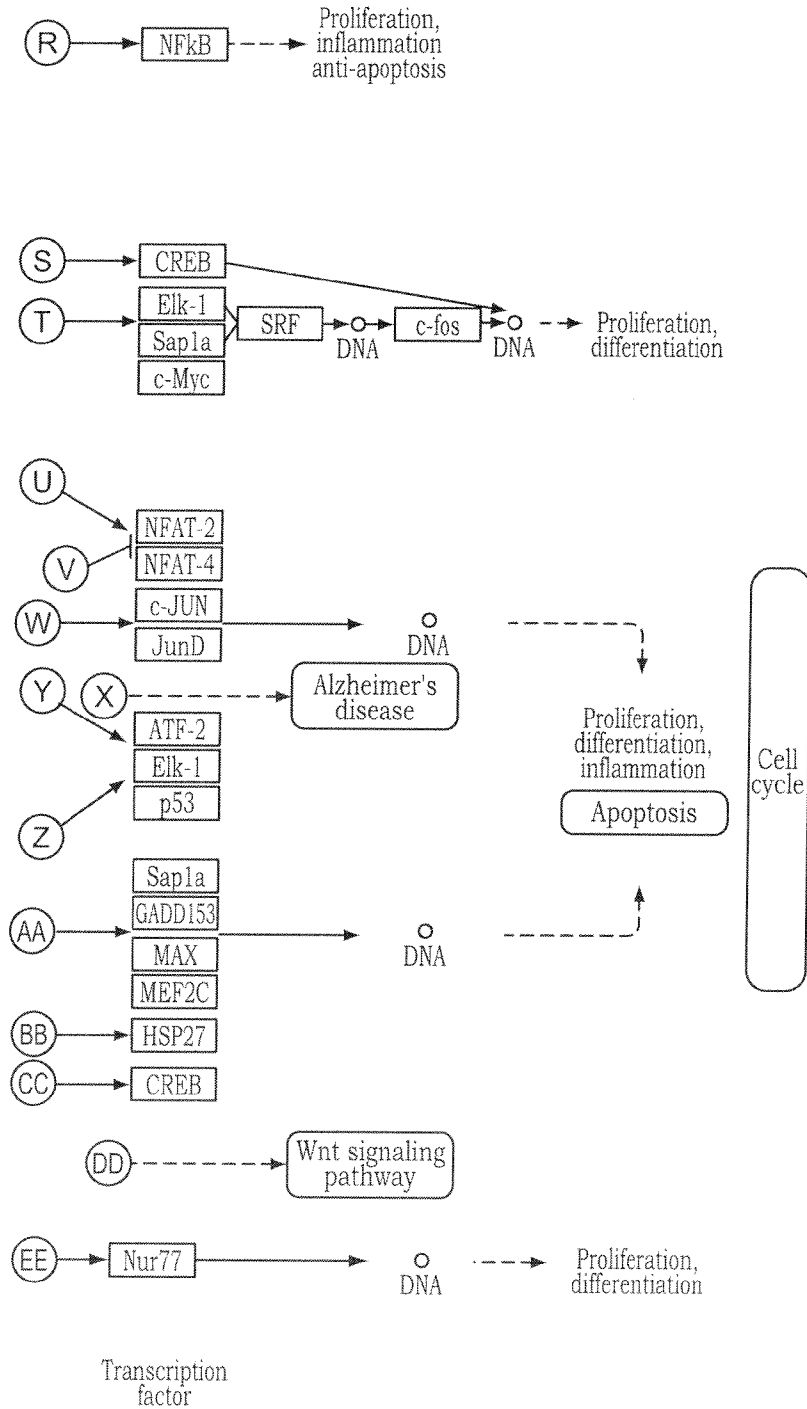 R
NFkB
Proliferation,
inflammation
anti-apoptosis
S
CREB
T
Elk-1
Sap1a
c-Myc
SRF
DNA
c-fos
DNA
Proliferation,
differentiation
U
V
NFAT-2
NFAT-4
W
c-JUN
JunD
DNA
Y
X
Alzheimer's
disease
ATF-2
Elk-1
p53
Z
Proliferation,
differentiation,
inflammation
Apoptosis
Cell
cycle
Sap1a
GADD153
MAX
MEF2C
AA
DNA
BB
HSP27
CC
CREB
DD
Wnt signaling
pathway
EE
Nur77
DNA
Proliferation,
differentiation
Transcription
factor